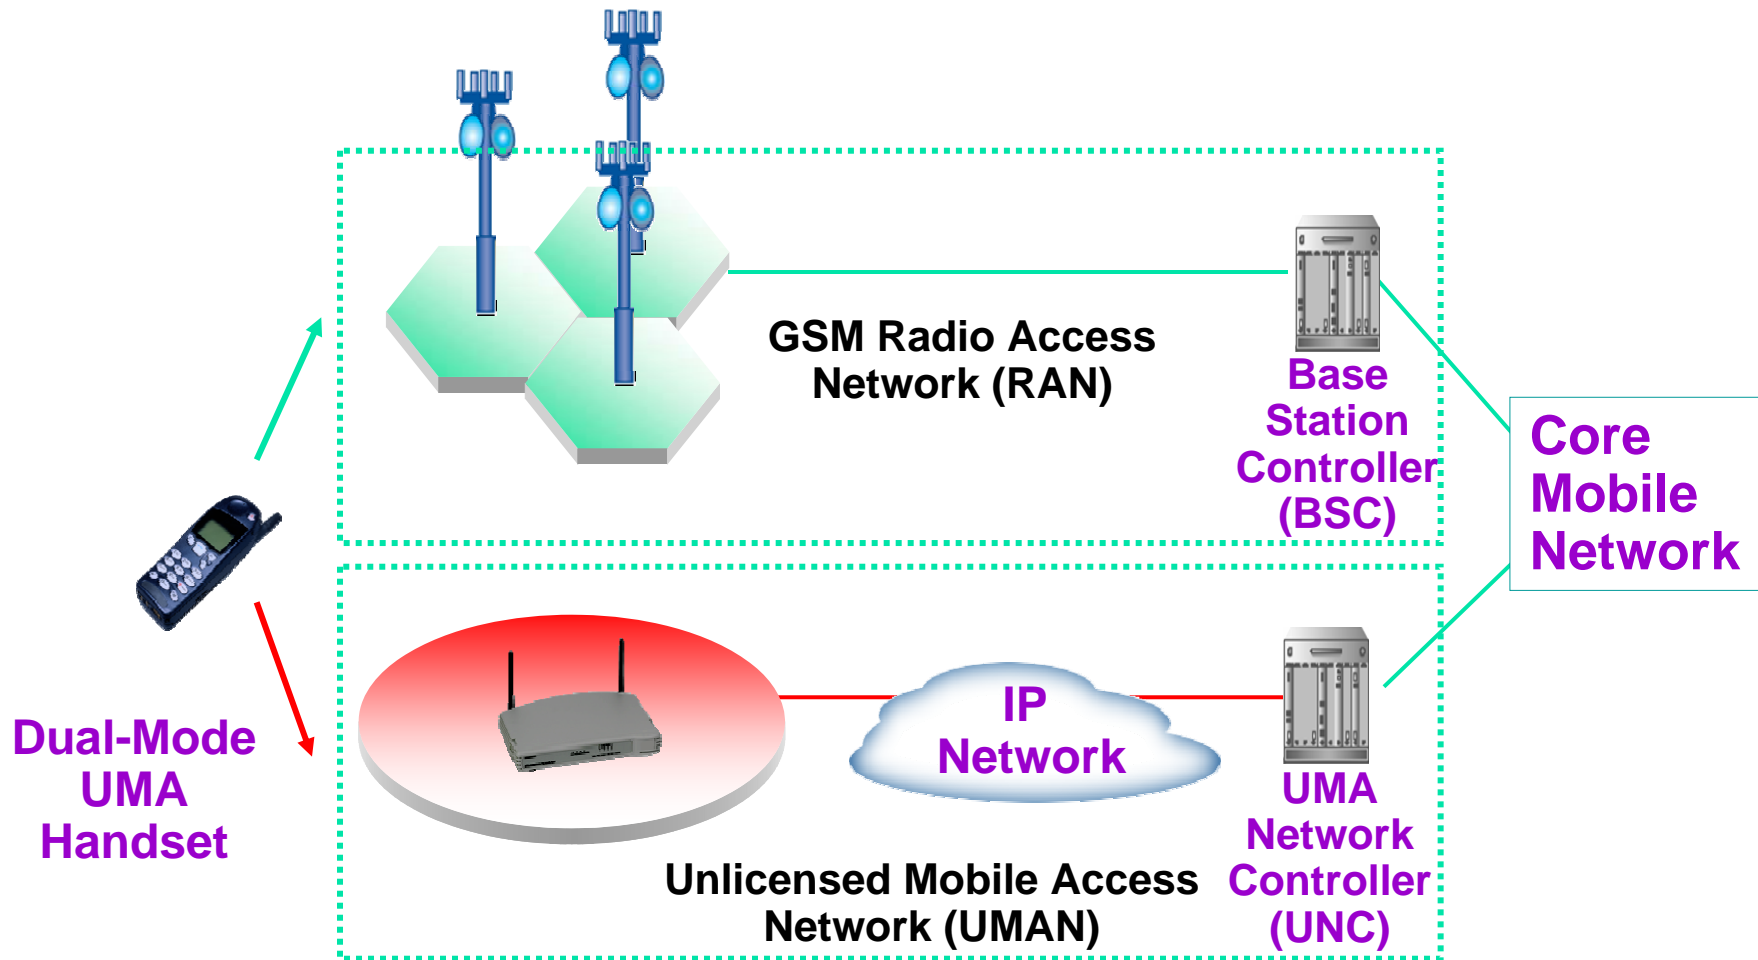 GSM Radio Access
Network (RAN)
Base
Station
Controller
(BSC)
Core
Mobile
Network
Dual-Mode
UMA
Handset
IP
Network
UMA
Network
Controller
(UNC)
Unlicensed Mobile Access
Network (UMAN)